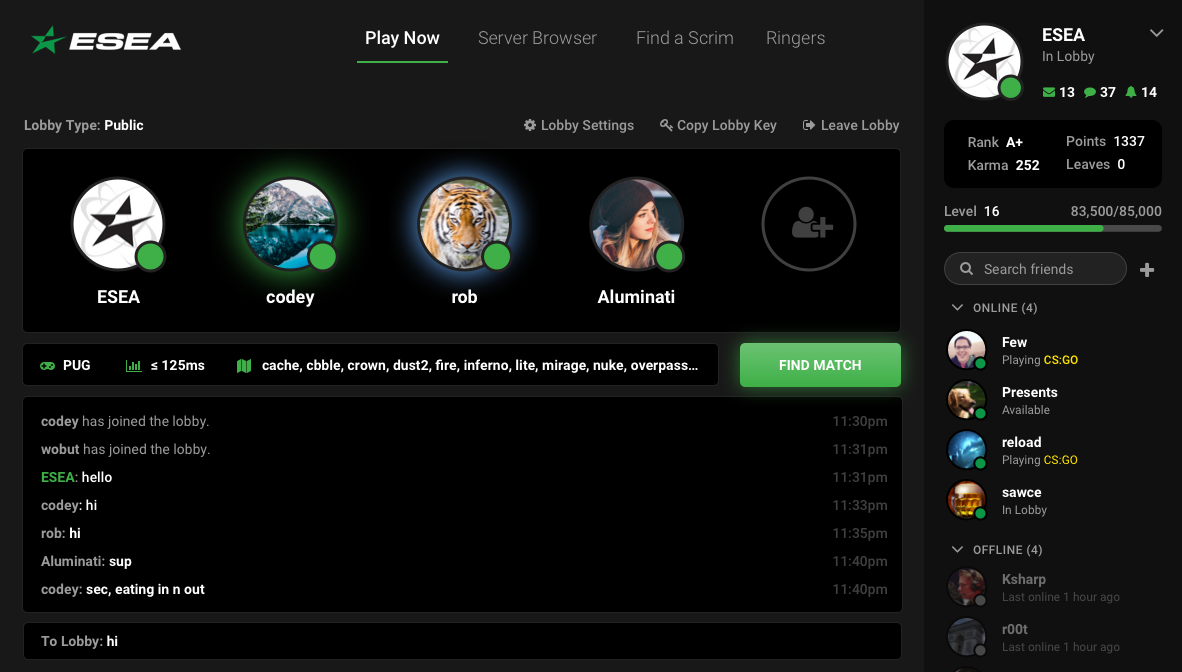 ESEA
Play Now
Server Browser
Find a Scrim
Ringers
Lobby Type: Public
Lobby Settings
Copy Lobby Key
Leave Lobby
ESEA
codey
rob
Aluminati
PUG
≤ 125ms
cache, cbble, crown, dust2, fire, inferno, lite, mirage, nuke, overpass...
FIND MATCH
codey has joined the lobby. 11:30pm
wobut has joined the lobby. 11:31pm
ESEA: hello 11:31pm
codey: hi 11:33pm
rob: hi 11:35pm
Aluminati: sup 11:40pm
codey: sec, eating in n out 11:40pm
To Lobby: hi
ESEA
In Lobby
13 37 14
Rank A+ Points 1337
Karma 252 Leaves 0
Level 16 83,500/85,000
Search friends
ONLINE (4)
Few
Playing CS:GO
Presents
Available
reload
Playing CS:GO
sawce
In Lobby
OFFLINE (4)
Ksharp
Last online 1 hour ago
r00t
Last online 1 hour ago